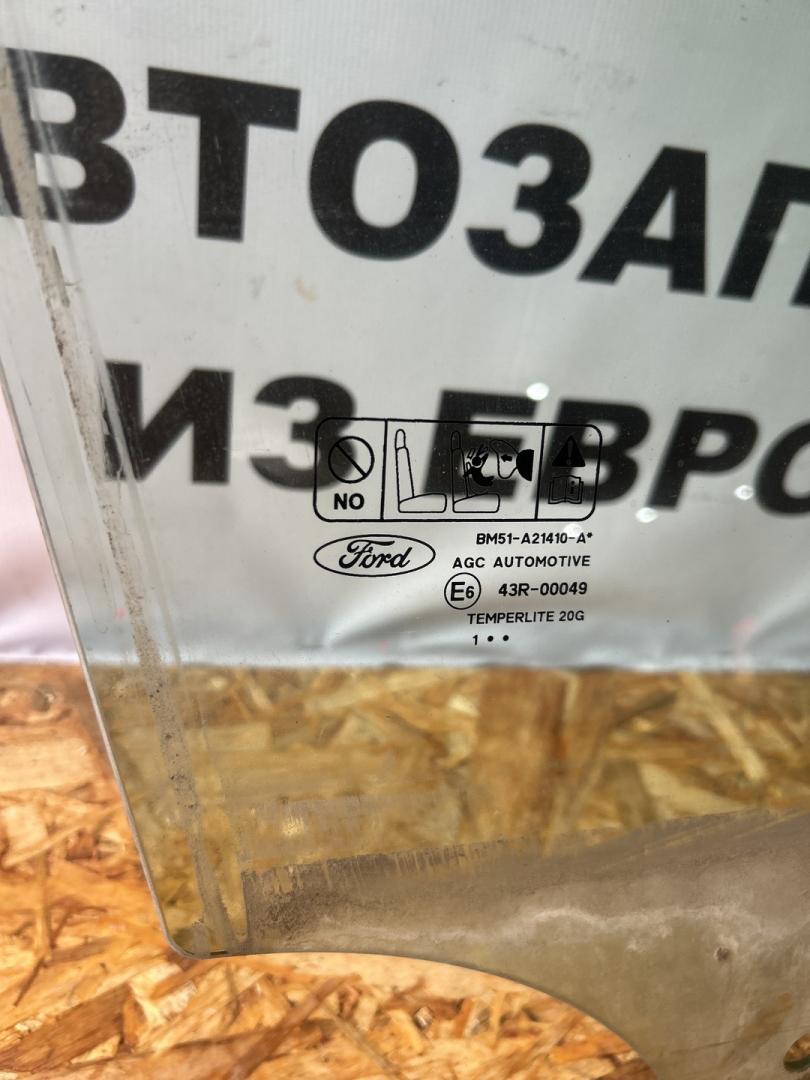 ВТОЗАП
ИЗ ЕВРО
NO
BM51-A21410-A*
Ford
AGC AUTOMOTIVE
E6 43R-00049
TEMPERLITE 20G
1 • •